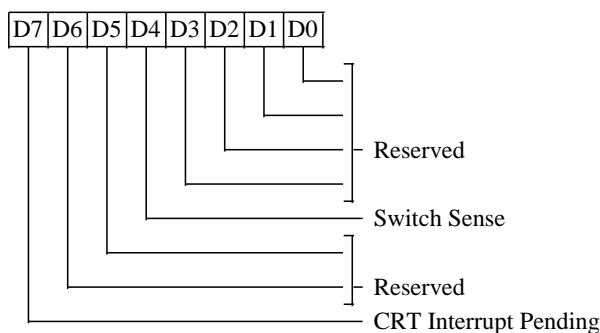 D7 D6 D5 D4 D3 D2 D1 D0
Reserved
Switch Sense
Reserved
CRT Interrupt Pending